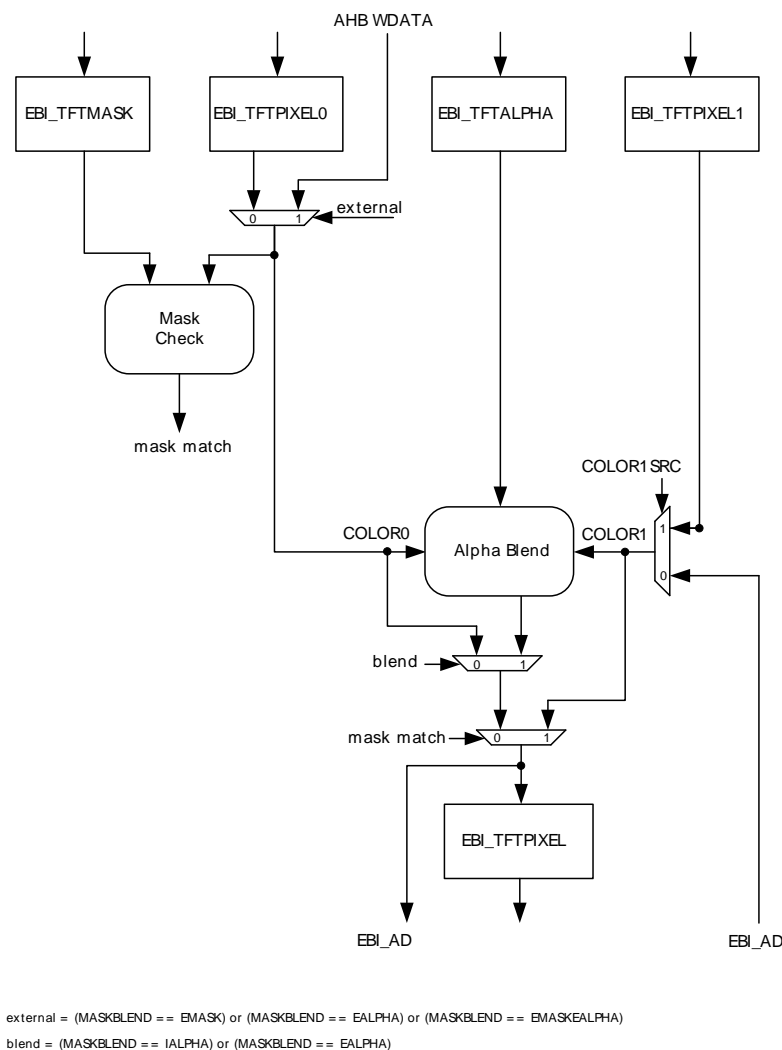 AHB WDATA
EBI_TFTMASK
EBI_TFTPIXEL0
EBI_TFTALPHA
EBI_TFTPIXEL1
0 1
external
Mask
Check
mask match
COLOR1SRC
1
0
COLOR0
Alpha Blend
COLOR1
blend
0 1
mask match
0 1
EBI_TFTPIXEL
EBI_AD
EBI_AD
external = (MASKBLEND == EMASK) or (MASKBLEND == EALPHA) or (MASKBLEND == EMASKEALPHA)
blend = (MASKBLEND == IALPHA) or (MASKBLEND == EALPHA)